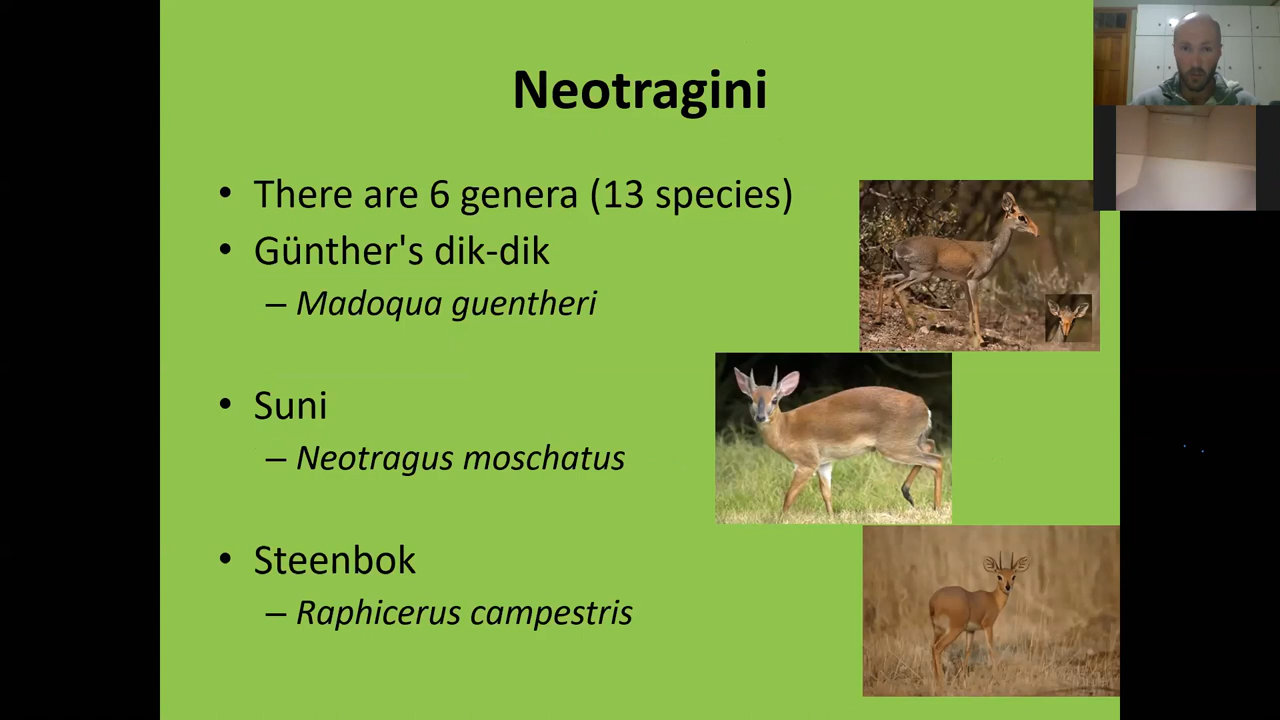 Neotragini
• There are 6 genera (13 species)
• Günther's dik-dik
– Madoqua guentheri
• Suni
– Neotragus moschatus
• Steenbok
– Raphicerus campestris